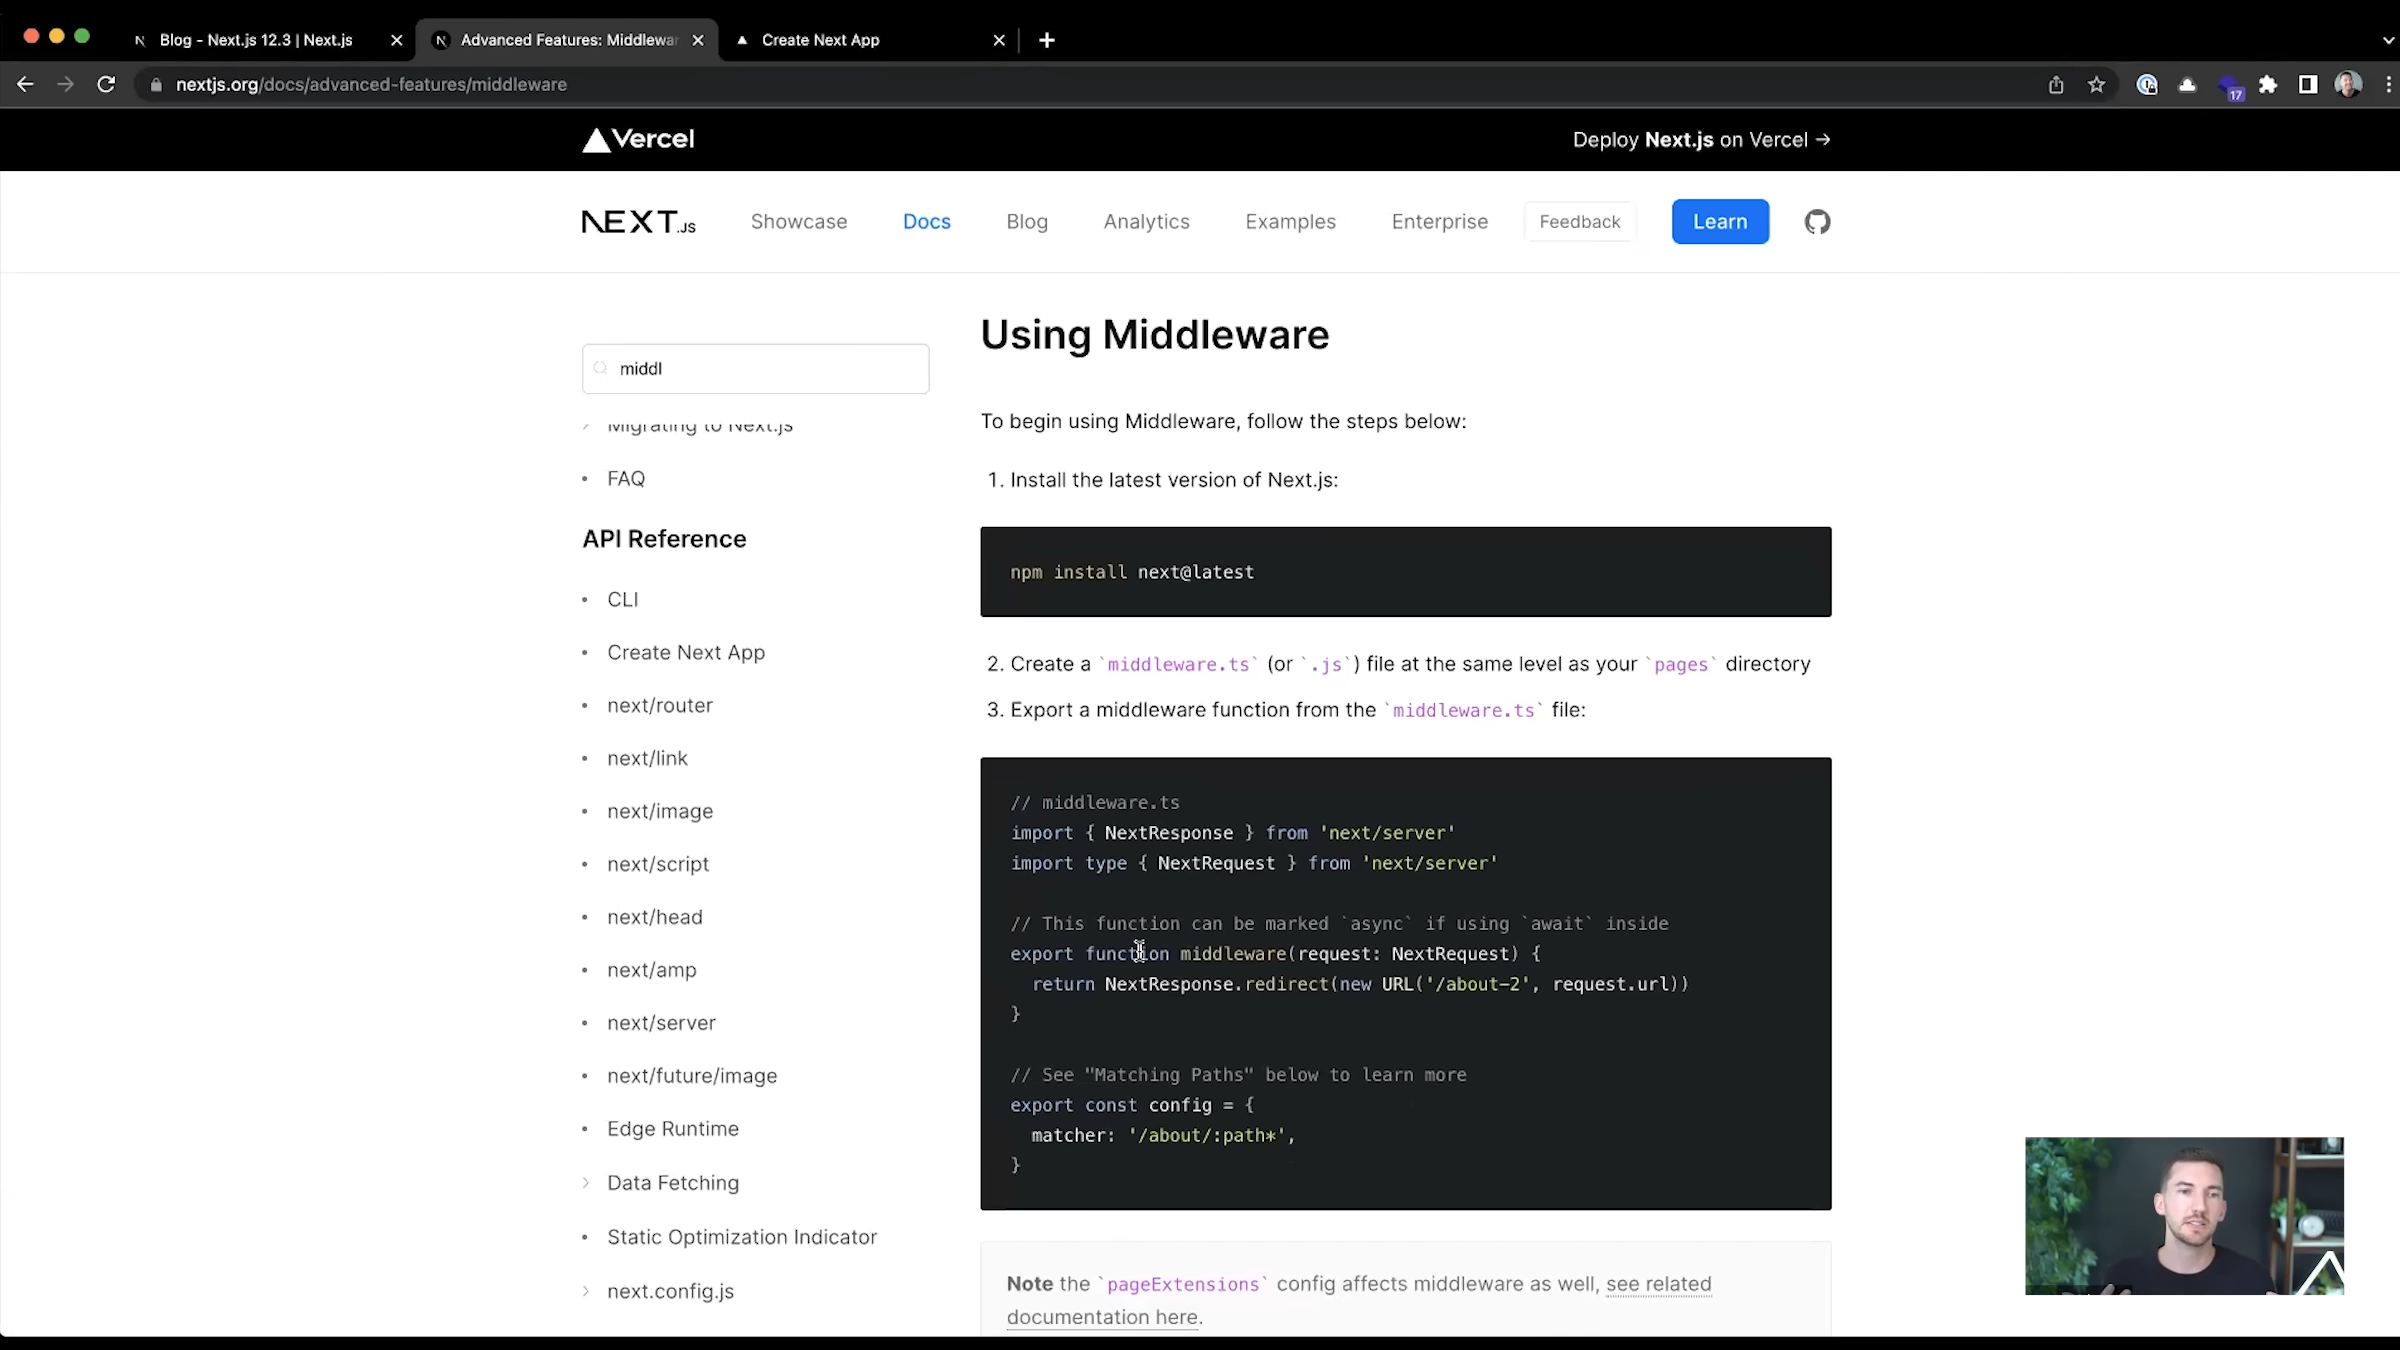 Blog - Next.js 12.3 | Next.js
Advanced Features: Middlewar
Create Next App
nextjs.org/docs/advanced-features/middleware
17
Vercel
Deploy Next.js on Vercel →
NEXT.JS
Showcase
Docs
Blog
Analytics
Examples
Enterprise
Feedback
Learn
middl
Migrating to Next.js
FAQ
API Reference
CLI
Create Next App
next/router
next/link
next/image
next/script
next/head
next/amp
next/server
next/future/image
Edge Runtime
Data Fetching
Static Optimization Indicator
next.config.js
Using Middleware
To begin using Middleware, follow the steps below:
1. Install the latest version of Next.js:
npm install next@latest
2. Create a `middleware.ts` (or `.js`) file at the same level as your `pages` directory
3. Export a middleware function from the `middleware.ts` file:
// middleware.ts
import { NextResponse } from 'next/server'
import type { NextRequest } from 'next/server'
// This function can be marked `async` if using `await` inside
export function middleware(request: NextRequest) {
return NextResponse.redirect(new URL('/about-2', request.url))
}
// See "Matching Paths" below to learn more
export const config = {
matcher: '/about/:path*',
}
Note the `pageExtensions` config affects middleware as well, see related
documentation here.